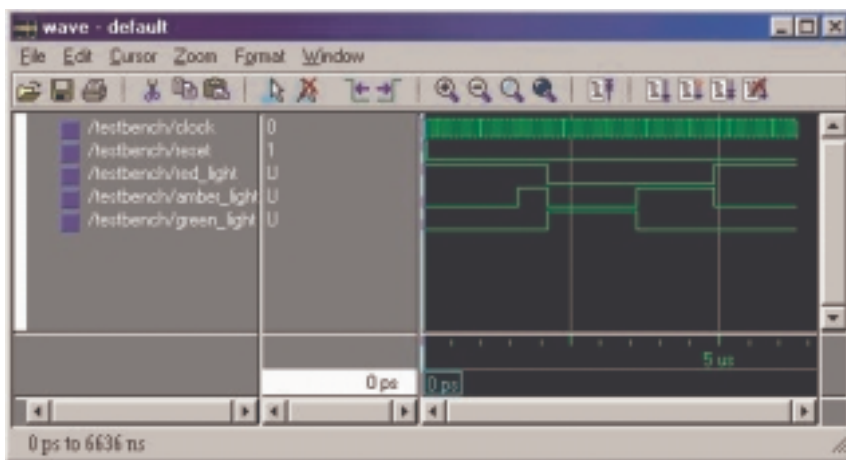 wave - default
File Edit Cursor Zoom Format Window
/testbench/clock 0
/testbench/reset 1
/testbench/red_light U
/testbench/amber_light U
/testbench/green_light U
5 us
0 ps 0 ps
0 ps to 6636 ns